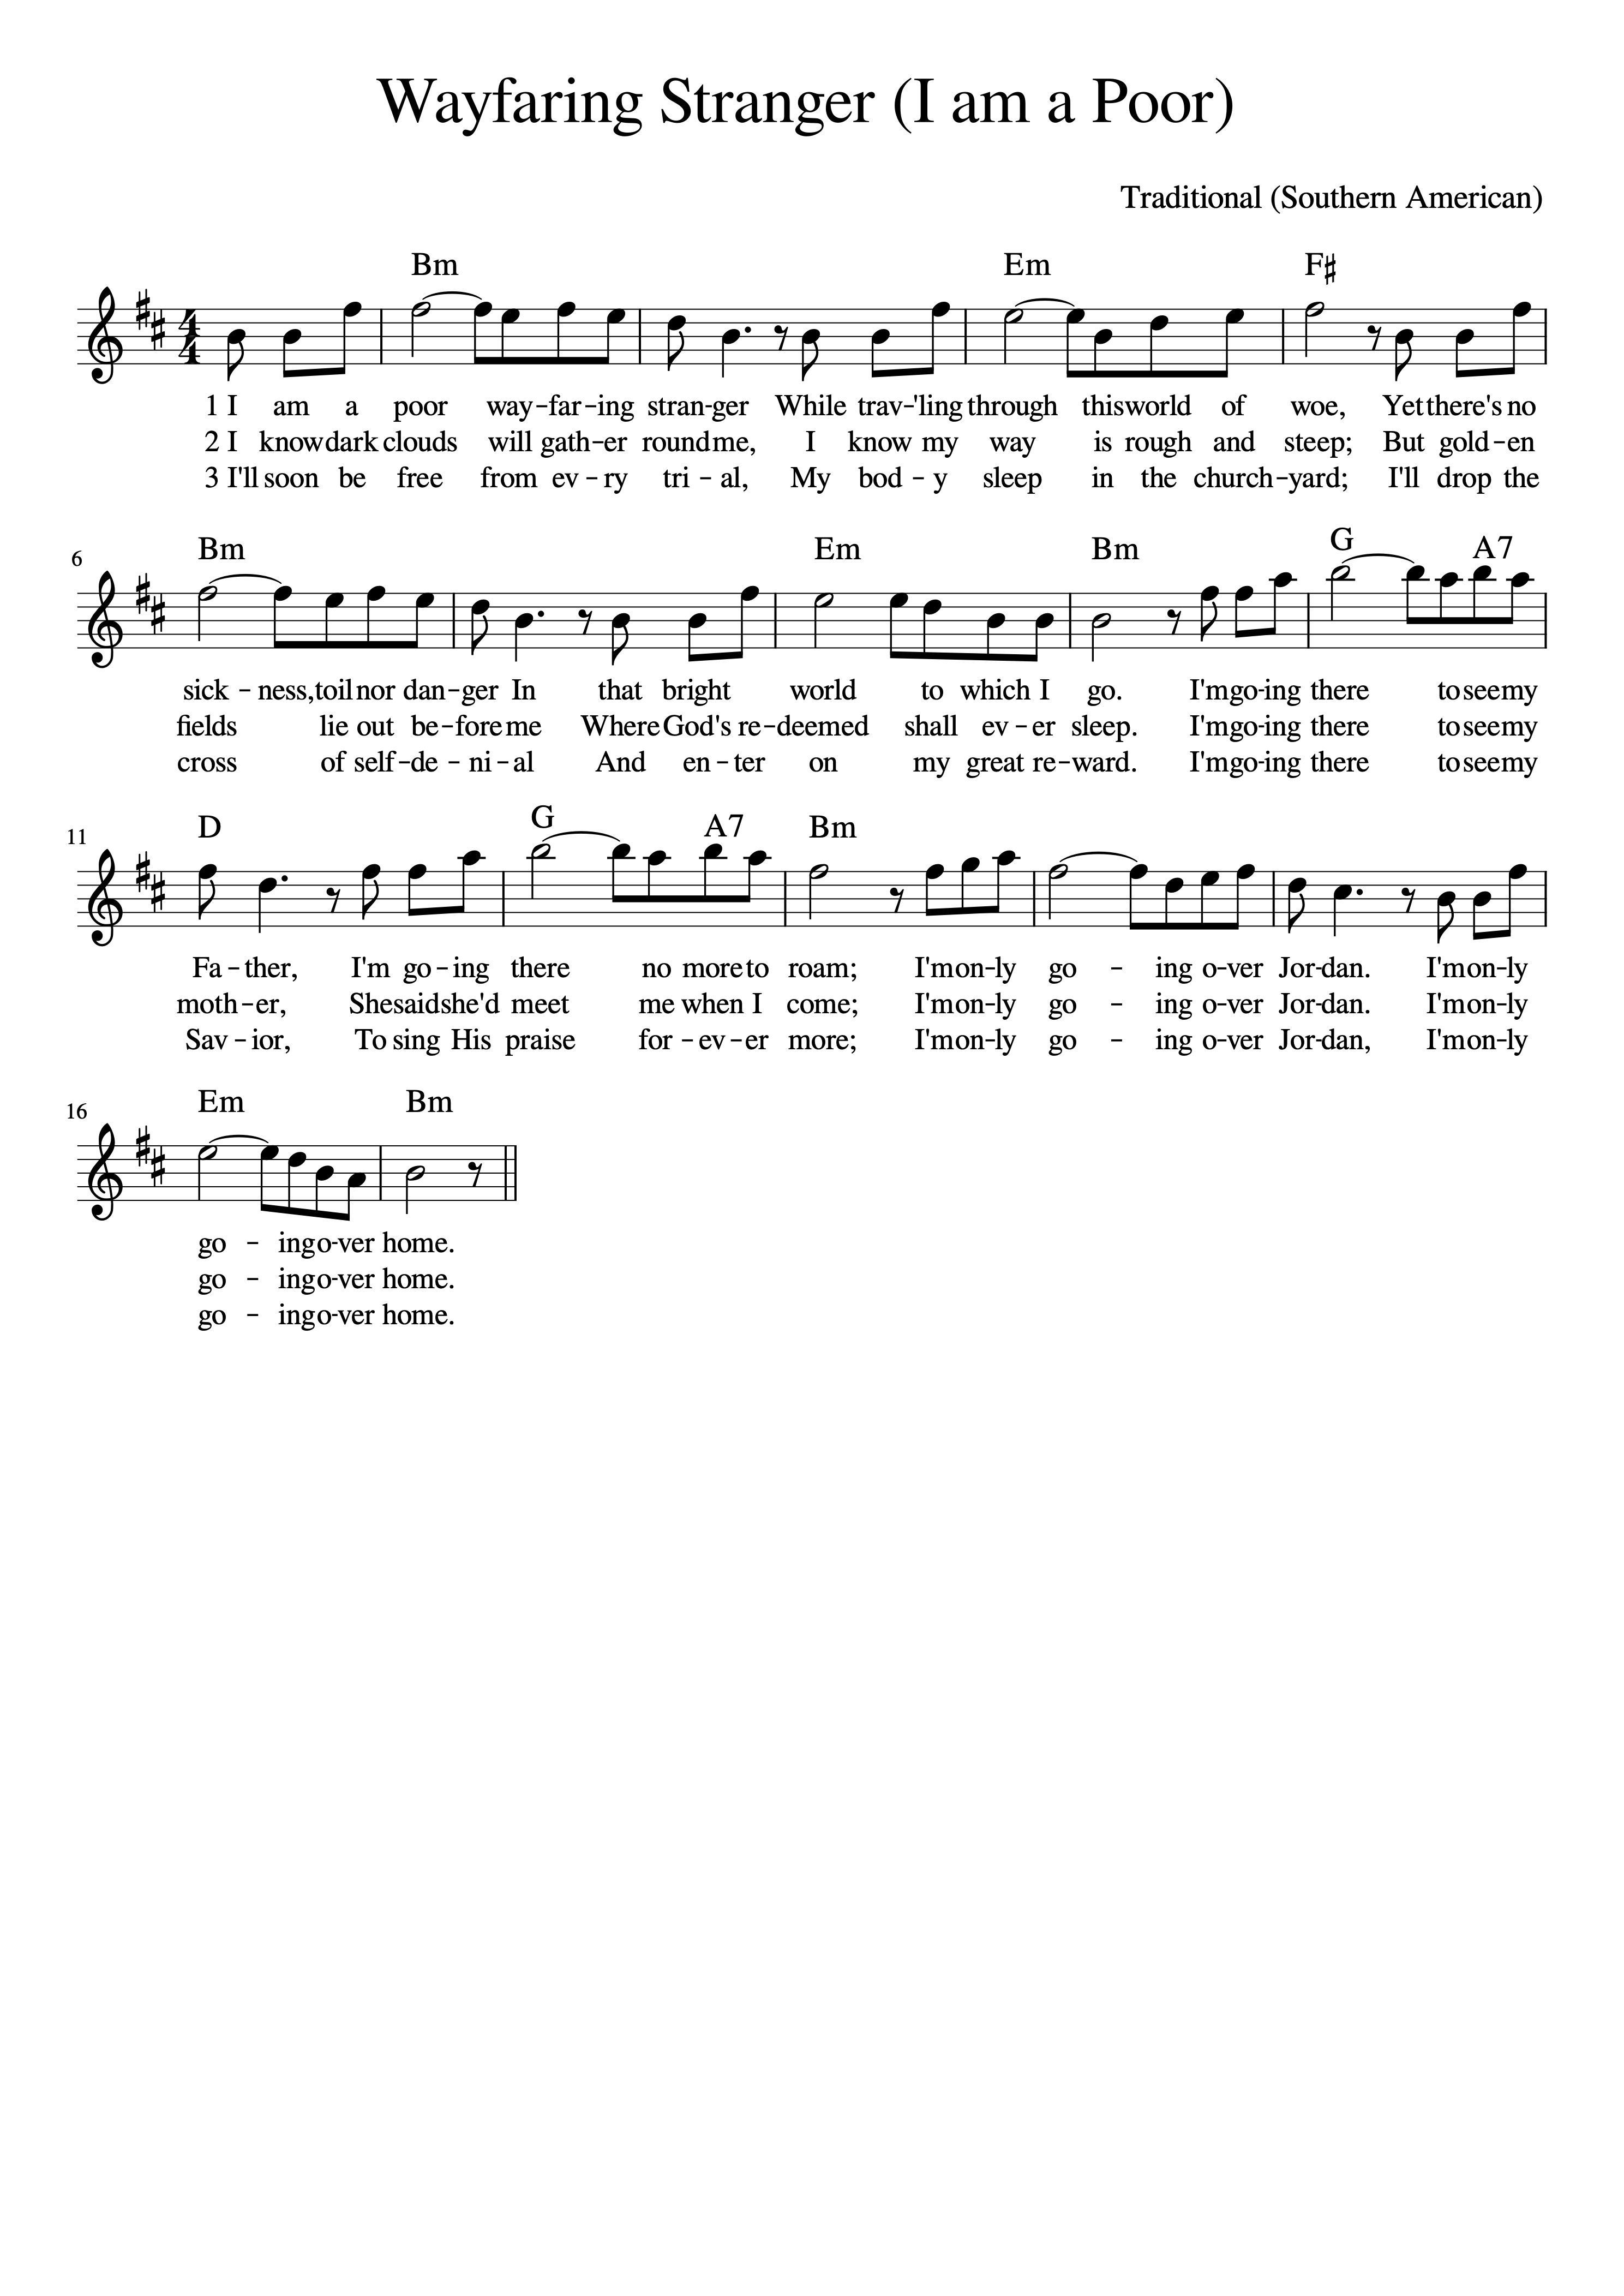 Wayfaring Stranger (I am a Poor)
Traditional (Southern American)
Bm Em F♯
4
4
1 I am a poor way-far-ing stran-ger While trav-'ling through this world of woe, Yet there's no
2 I know dark clouds will gath-er round me, I know my way is rough and steep; But gold-en
3 I'll soon be free from ev-ry tri-al, My bod-y sleep in the church-yard; I'll drop the
6 Bm Em Bm G A7
sick-ness, toil nor dan-ger In that bright world to which I go. I'm go-ing there to see my
fields lie out be-fore me Where God's re-deemed shall ev-er sleep. I'm go-ing there to see my
cross of self-de-ni-al And en-ter on my great re-ward. I'm go-ing there to see my
11 D G A7 Bm
Fa-ther, I'm go-ing there no more to roam; I'm on-ly go-ing o-ver Jor-dan. I'm on-ly
moth-er, She said she'd meet me when I come; I'm on-ly go-ing o-ver Jor-dan. I'm on-ly
Sav-ior, To sing His praise for-ev-er more; I'm on-ly go-ing o-ver Jor-dan, I'm on-ly
16 Em Bm
go-ing o-ver home.
go-ing o-ver home.
go-ing o-ver home.